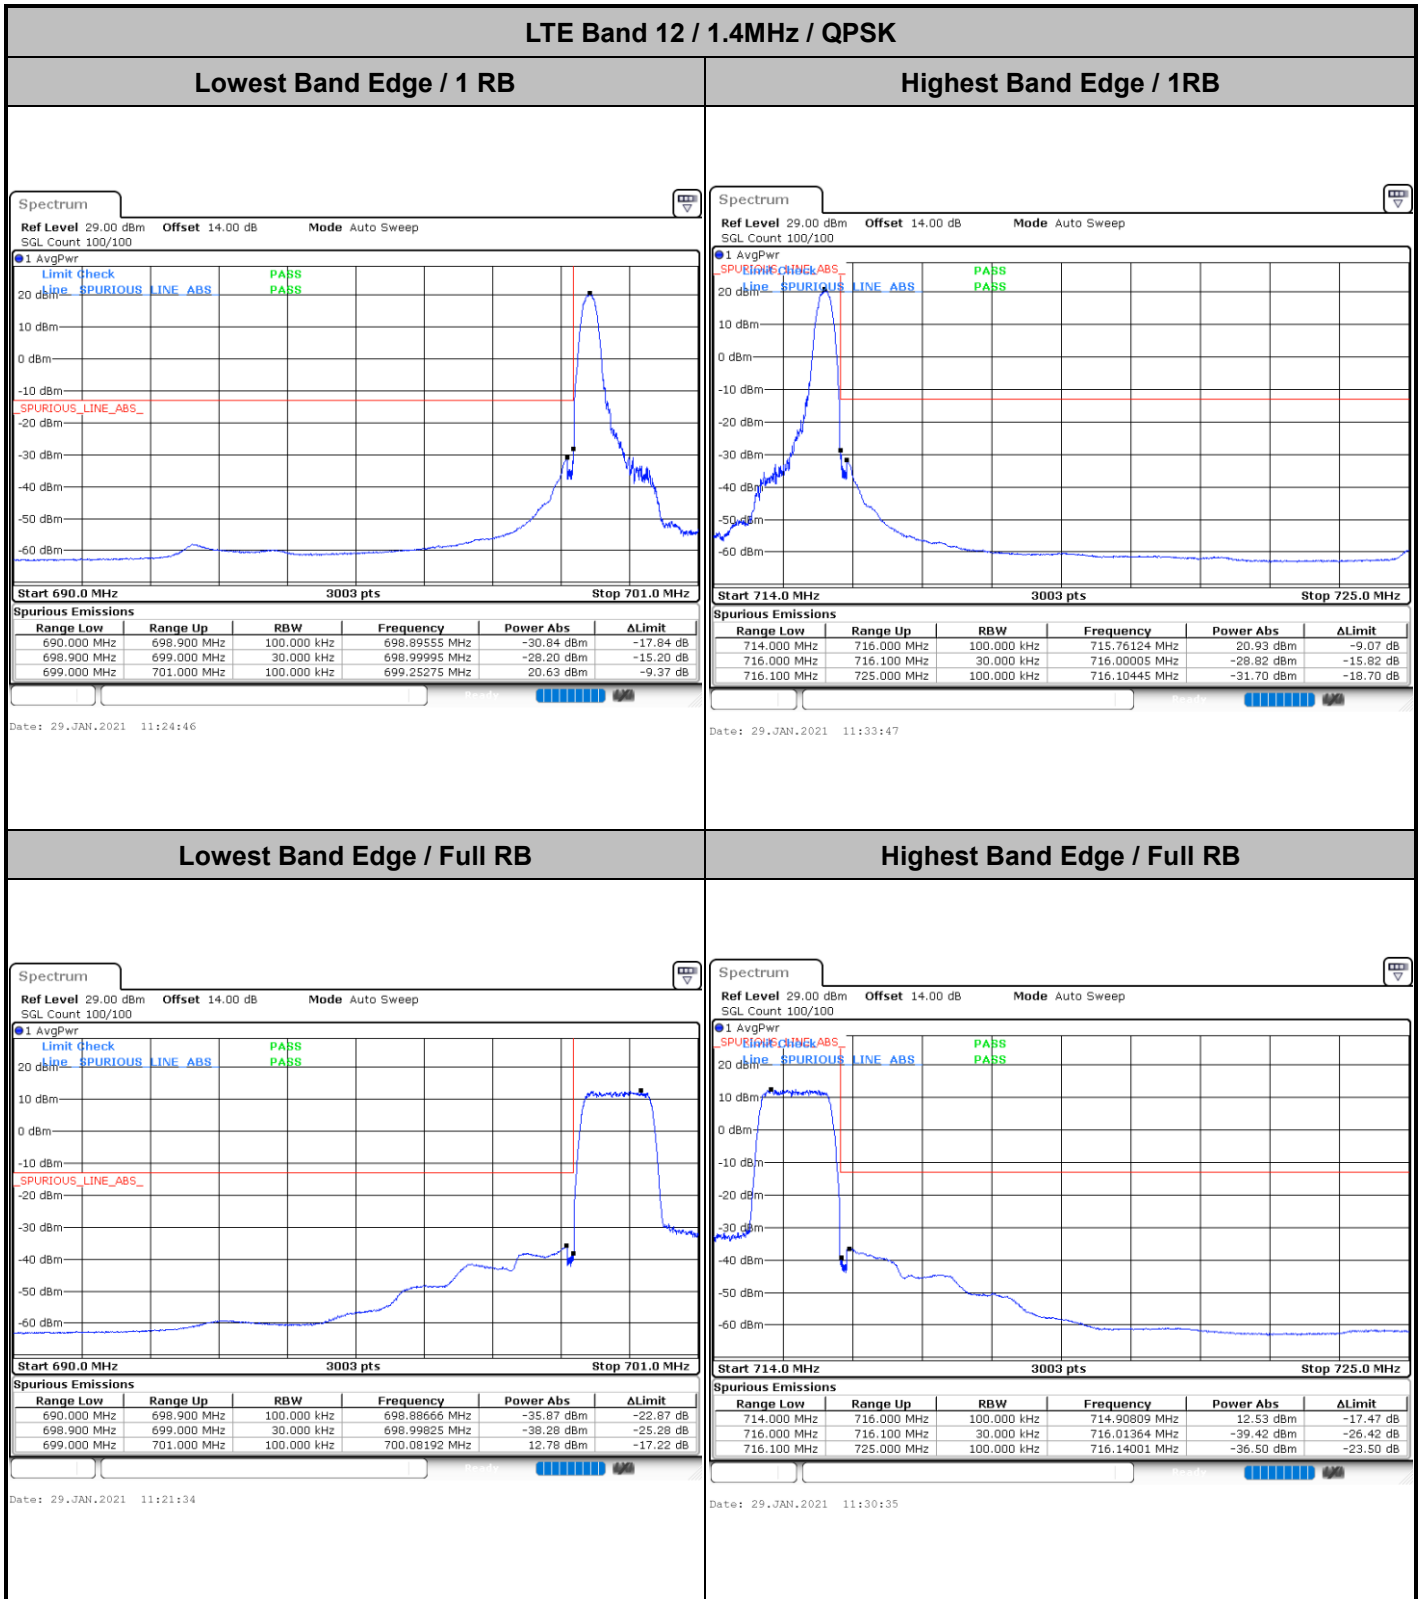 LTE Band 12 / 1.4MHz / QPSK
Lowest Band Edge / 1 RB
Highest Band Edge / 1RB
Spectrum
Ref Level 29.00 dBm Offset 14.00 dB Mode Auto Sweep
SGL Count 100/100
1 AvgPwr
Limit Check PASS
Line _SPURIOUS_LINE_ABS_ PASS
20 dBm
10 dBm
0 dBm
-10 dBm
_SPURIOUS_LINE_ABS_
-20 dBm
-30 dBm
-40 dBm
-50 dBm
-60 dBm
Start 690.0 MHz 3003 pts Stop 701.0 MHz
Spurious Emissions
Range Low Range Up RBW Frequency Power Abs ΔLimit
690.000 MHz 698.900 MHz 100.000 kHz 698.89555 MHz -30.84 dBm -17.84 dB
698.900 MHz 699.000 MHz 30.000 kHz 698.99995 MHz -28.20 dBm -15.20 dB
699.000 MHz 701.000 MHz 100.000 kHz 699.25275 MHz 20.63 dBm -9.37 dB
Ready
Date: 29.JAN.2021 11:24:46
Spectrum
Ref Level 29.00 dBm Offset 14.00 dB Mode Auto Sweep
SGL Count 100/100
1 AvgPwr
_SPURIOUS_LINE_ABS_
Limit Check PASS
Line _SPURIOUS_LINE_ABS_ PASS
20 dBm
10 dBm
0 dBm
-10 dBm
-20 dBm
-30 dBm
-40 dBm
-50 dBm
-60 dBm
Start 714.0 MHz 3003 pts Stop 725.0 MHz
Spurious Emissions
Range Low Range Up RBW Frequency Power Abs ΔLimit
714.000 MHz 716.000 MHz 100.000 kHz 715.76124 MHz 20.93 dBm -9.07 dB
716.000 MHz 716.100 MHz 30.000 kHz 716.00005 MHz -28.82 dBm -15.82 dB
716.100 MHz 725.000 MHz 100.000 kHz 716.10445 MHz -31.70 dBm -18.70 dB
Ready
Date: 29.JAN.2021 11:33:47
Lowest Band Edge / Full RB
Highest Band Edge / Full RB
Spectrum
Ref Level 29.00 dBm Offset 14.00 dB Mode Auto Sweep
SGL Count 100/100
1 AvgPwr
Limit Check PASS
Line _SPURIOUS_LINE_ABS_ PASS
20 dBm
10 dBm
0 dBm
-10 dBm
_SPURIOUS_LINE_ABS_
-20 dBm
-30 dBm
-40 dBm
-50 dBm
-60 dBm
Start 690.0 MHz 3003 pts Stop 701.0 MHz
Spurious Emissions
Range Low Range Up RBW Frequency Power Abs ΔLimit
690.000 MHz 698.900 MHz 100.000 kHz 698.88666 MHz -35.87 dBm -22.87 dB
698.900 MHz 699.000 MHz 30.000 kHz 698.99825 MHz -38.28 dBm -25.28 dB
699.000 MHz 701.000 MHz 100.000 kHz 700.08192 MHz 12.78 dBm -17.22 dB
Ready
Date: 29.JAN.2021 11:21:34
Spectrum
Ref Level 29.00 dBm Offset 14.00 dB Mode Auto Sweep
SGL Count 100/100
1 AvgPwr
_SPURIOUS_LINE_ABS_
Limit Check PASS
Line _SPURIOUS_LINE_ABS_ PASS
20 dBm
10 dBm
0 dBm
-10 dBm
-20 dBm
-30 dBm
-40 dBm
-50 dBm
-60 dBm
Start 714.0 MHz 3003 pts Stop 725.0 MHz
Spurious Emissions
Range Low Range Up RBW Frequency Power Abs ΔLimit
714.000 MHz 716.000 MHz 100.000 kHz 714.90809 MHz 12.53 dBm -17.47 dB
716.000 MHz 716.100 MHz 30.000 kHz 716.01364 MHz -39.42 dBm -26.42 dB
716.100 MHz 725.000 MHz 100.000 kHz 716.14001 MHz -36.50 dBm -23.50 dB
Ready
Date: 29.JAN.2021 11:30:35